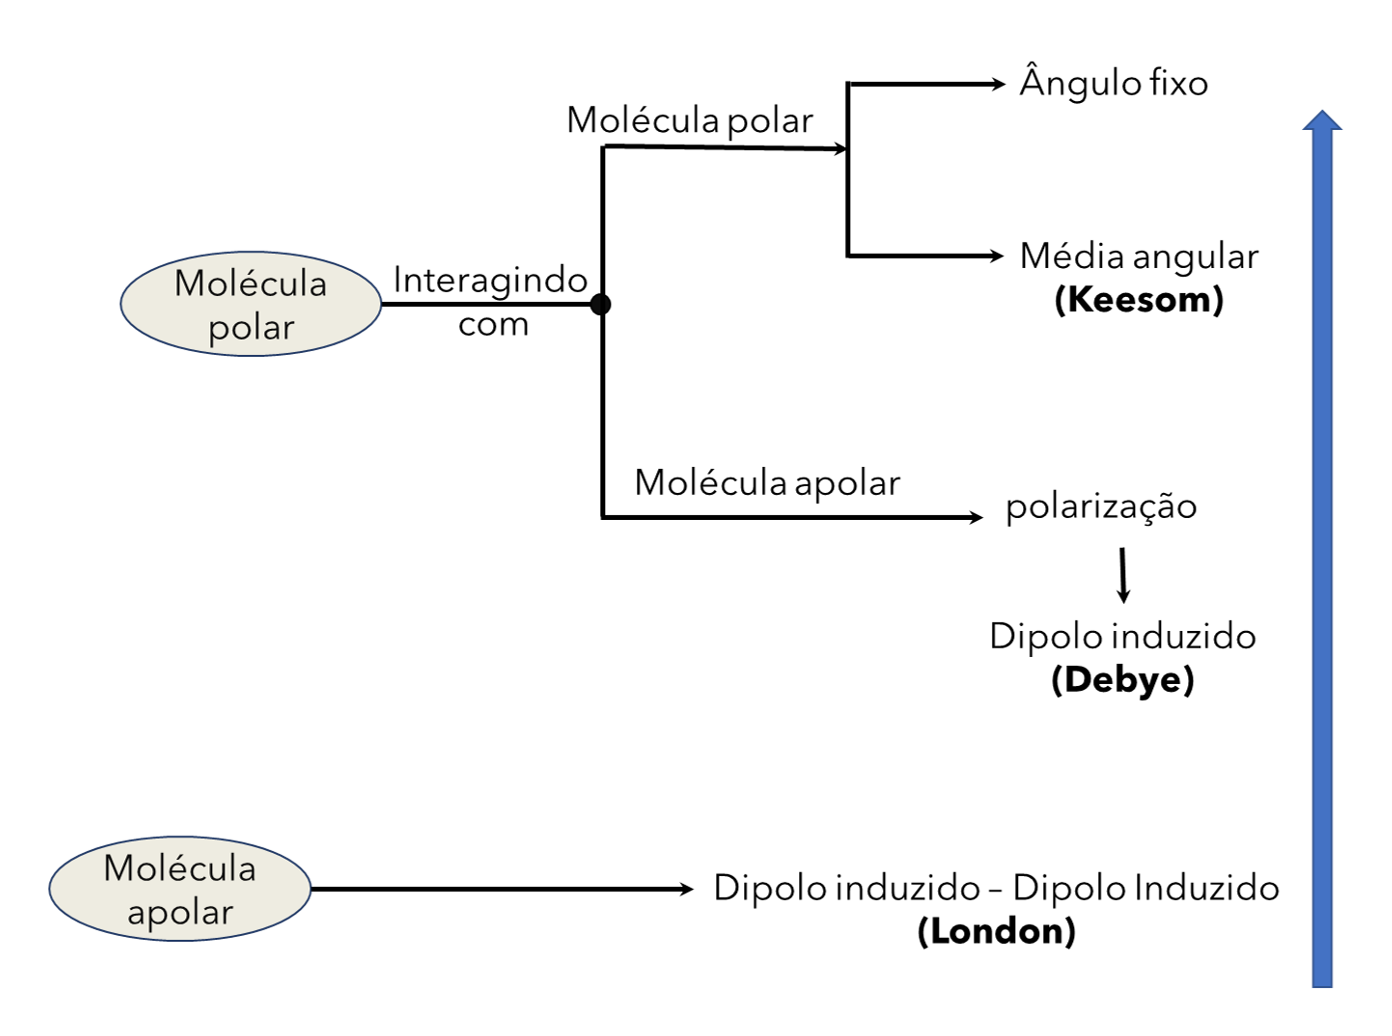 Ângulo fixo
Molécula polar
Média angular
(Keesom)
Molécula
polar
Interagindo
com
Molécula apolar
polarização
Dipolo induzido
(Debye)
Molécula
apolar
Dipolo induzido – Dipolo Induzido
(London)